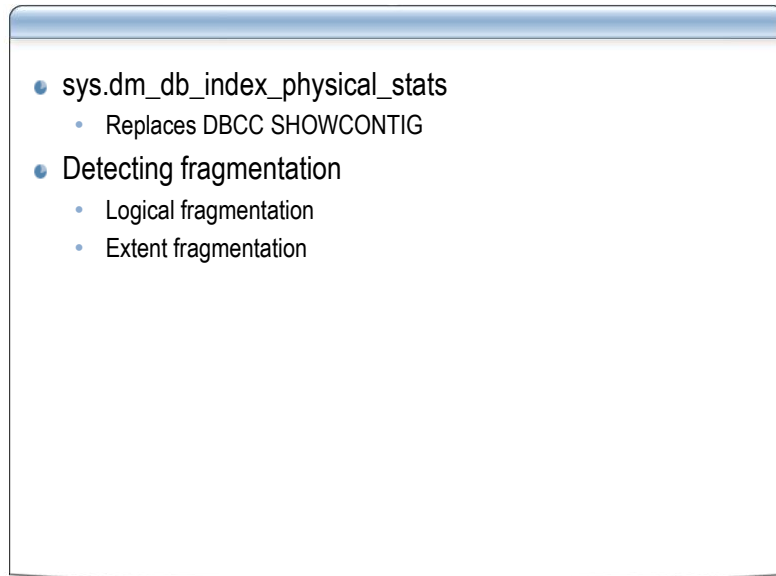 sys.dm_db_index_physical_stats
Replaces DBCC SHOWCONTIG
Detecting fragmentation
Logical fragmentation
Extent fragmentation